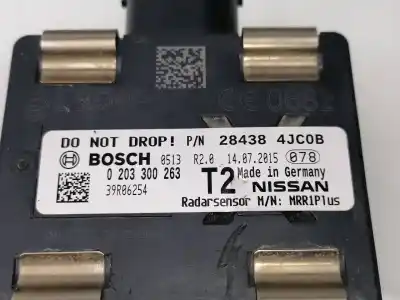 DO NOT DROP! P/N 28438 4JC0B
BOSCH 0513 R2.0 14.07.2015 078
0 203 300 263 T2 Made in Germany
39R06254 NISSAN
Radarsensor M/N: MRR1Plus